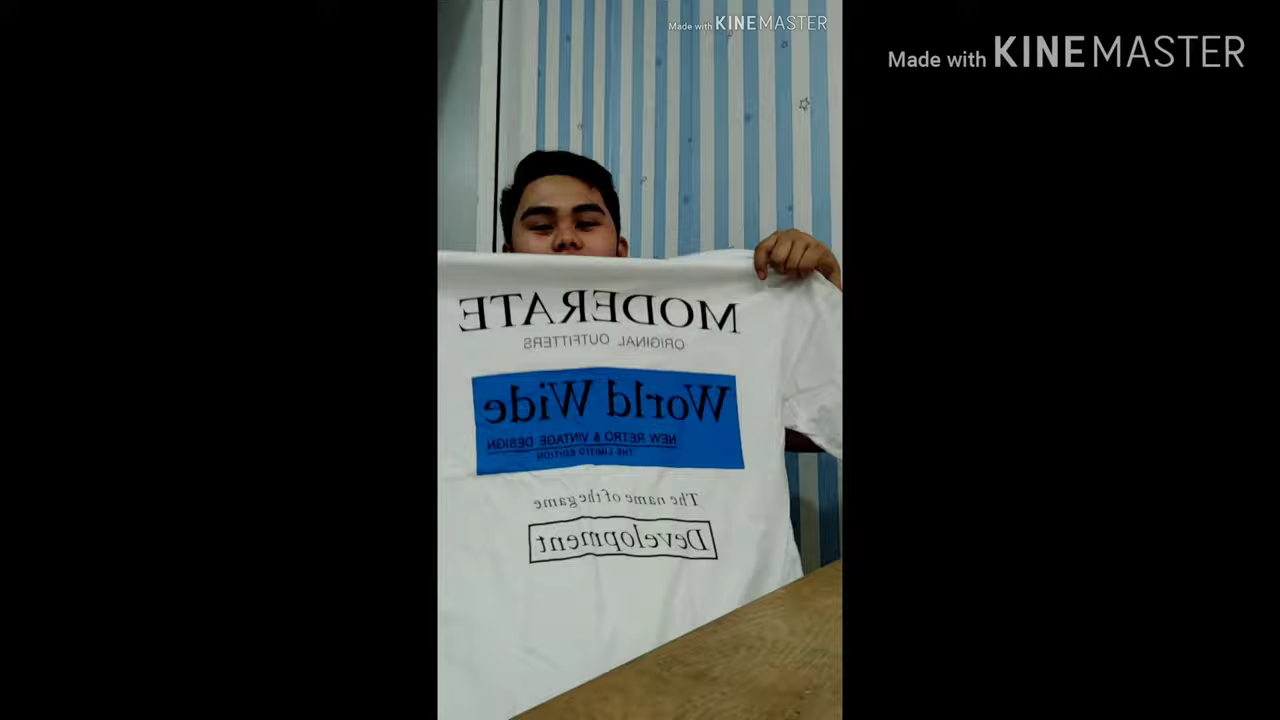 Made with KINEMASTER
Made with KINEMASTER
MODERATE
ORIGINAL OUTFITTERS
World Wide
NEW RETRO & VINTAGE DESIGN
THE LIMITD EDITION
The name of the game
Development